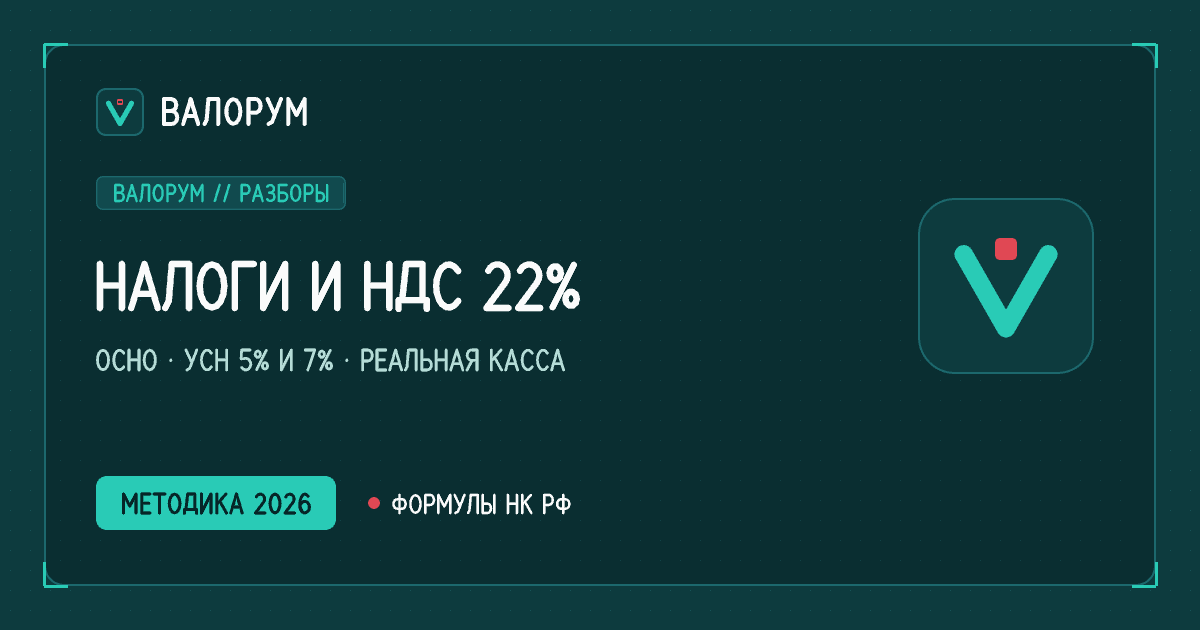 ВАЛОРУМ
ВАЛОРУМ // РАЗБОРЫ
НАЛОГИ И НДС 22%
ОСНО · УСН 5% И 7% · РЕАЛЬНАЯ КАССА
МЕТОДИКА 2026
ФОРМУЛЫ НК РФ